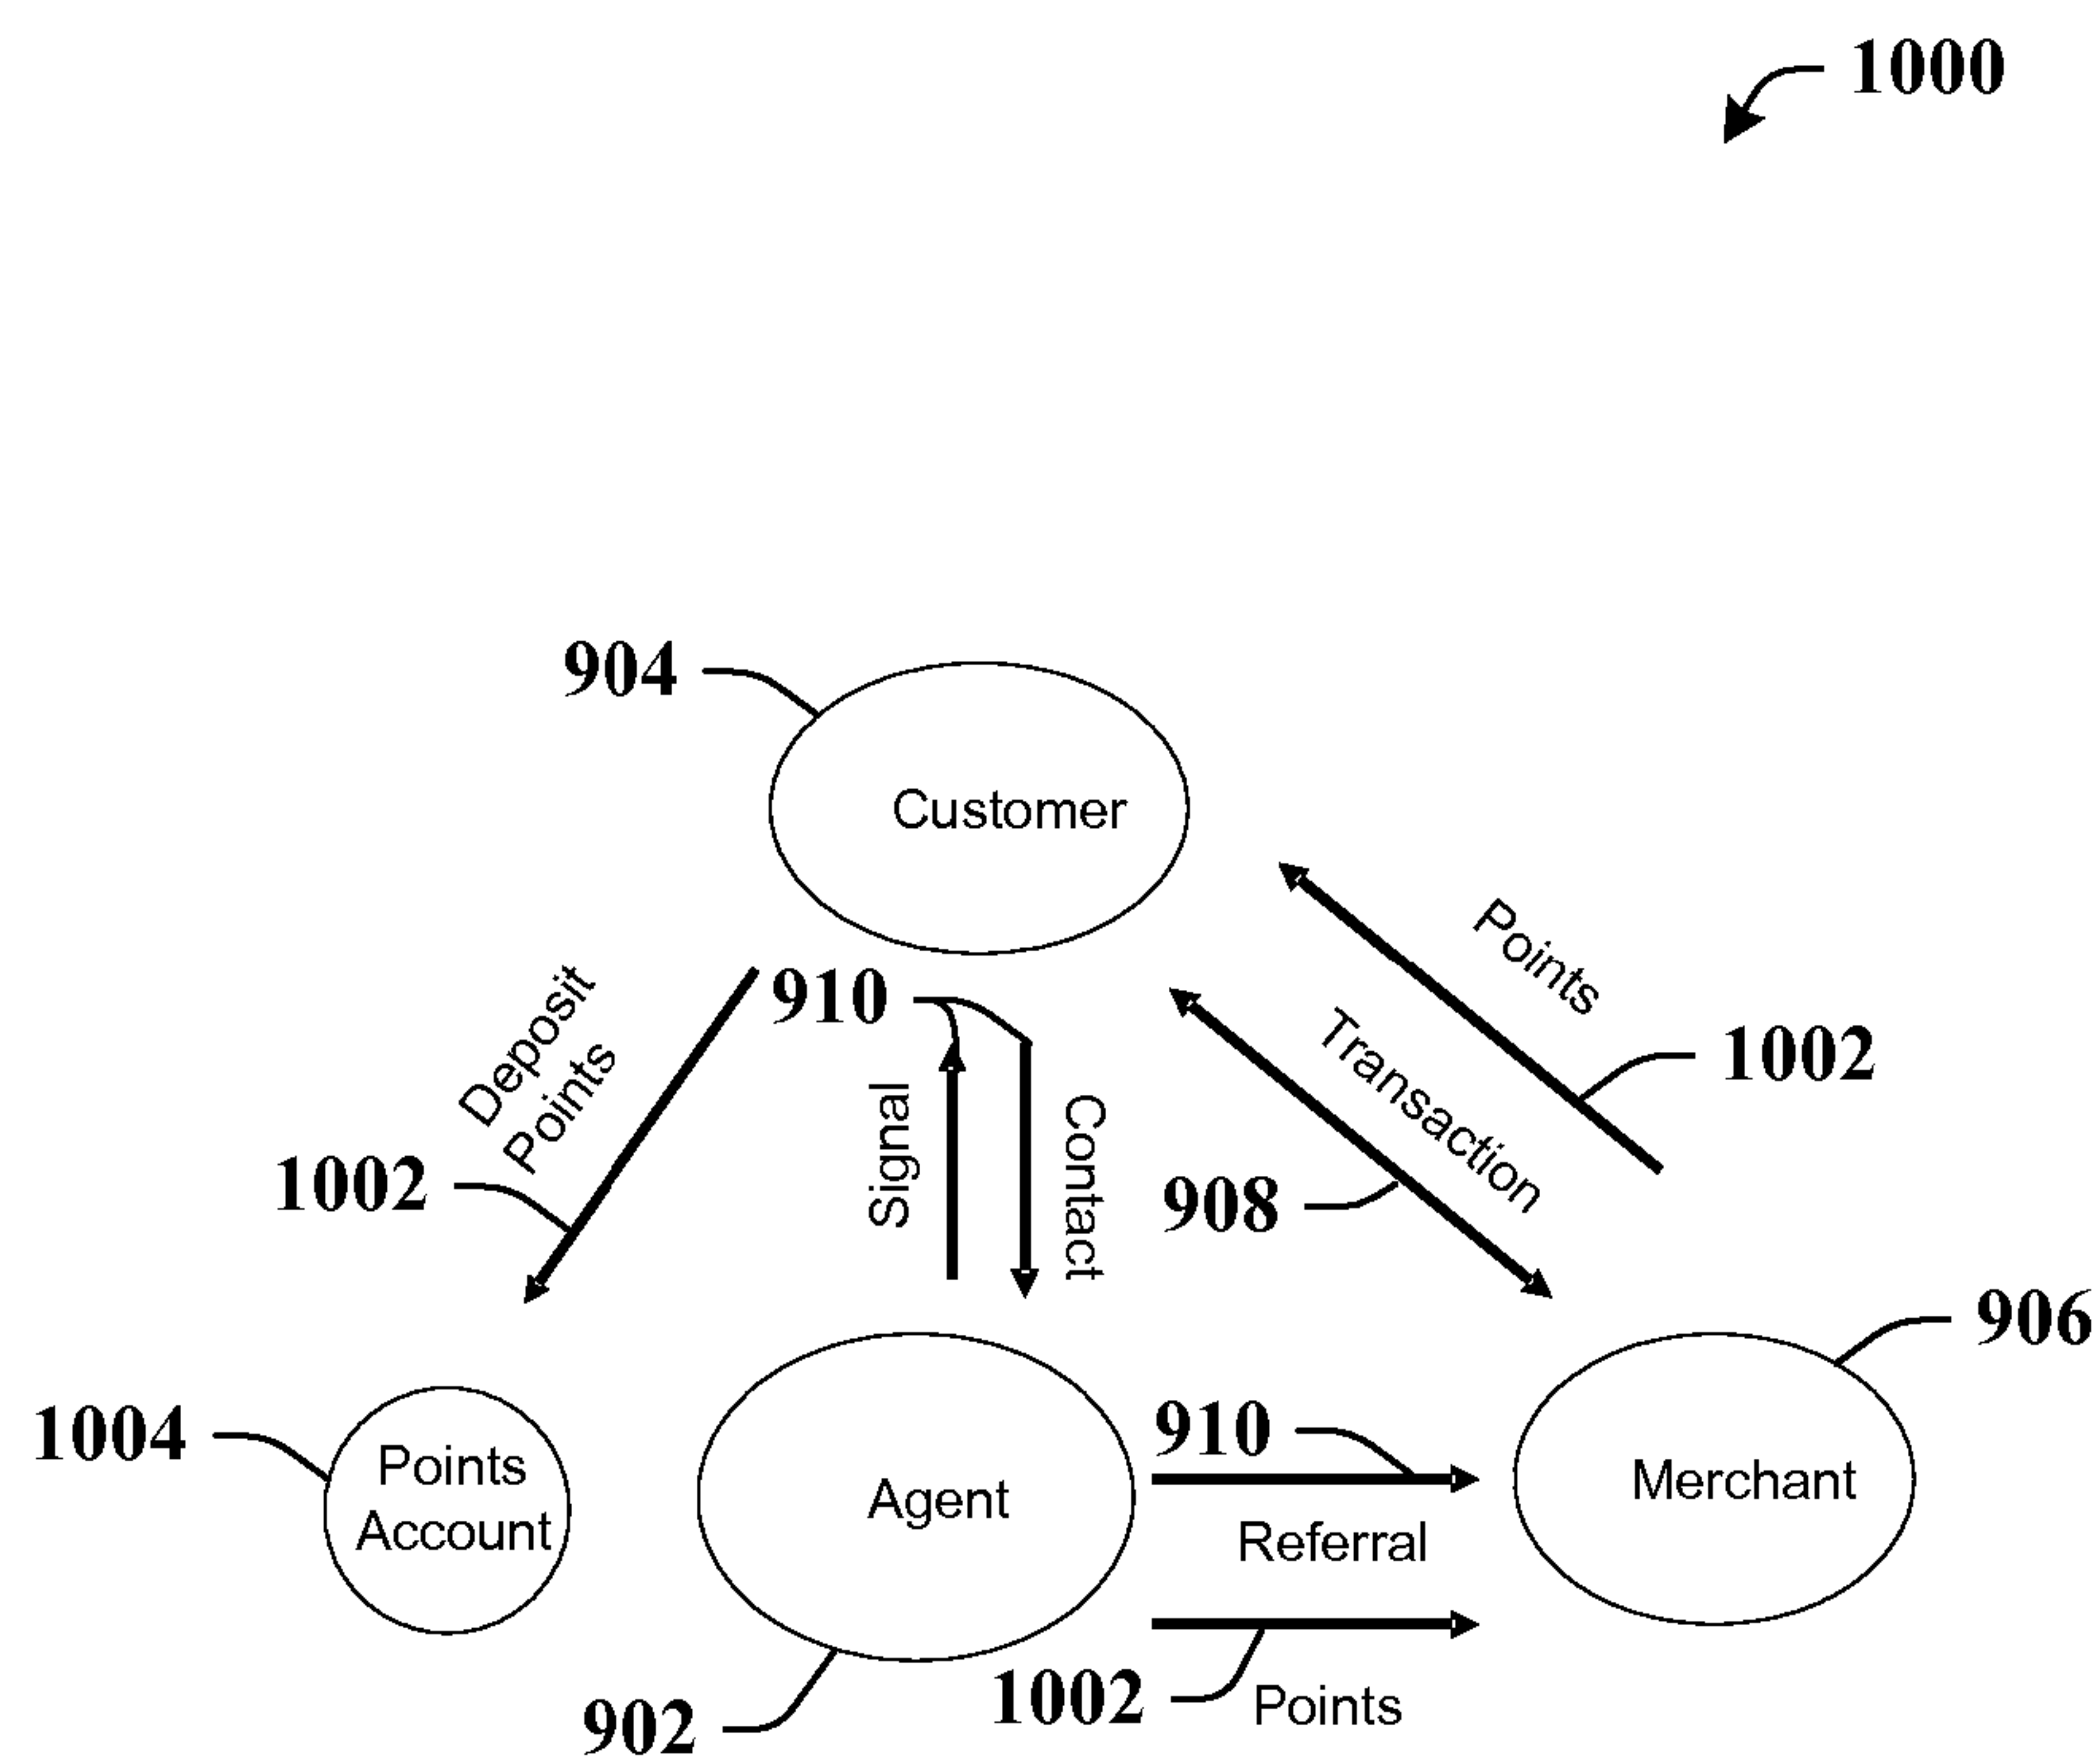 1000
904
Customer
910
Deposit
Points
Points
Transaction
1002
Signal
Contact
1002
908
906
1004
Points
Account
Agent
910
Merchant
Referral
1002
Points
902